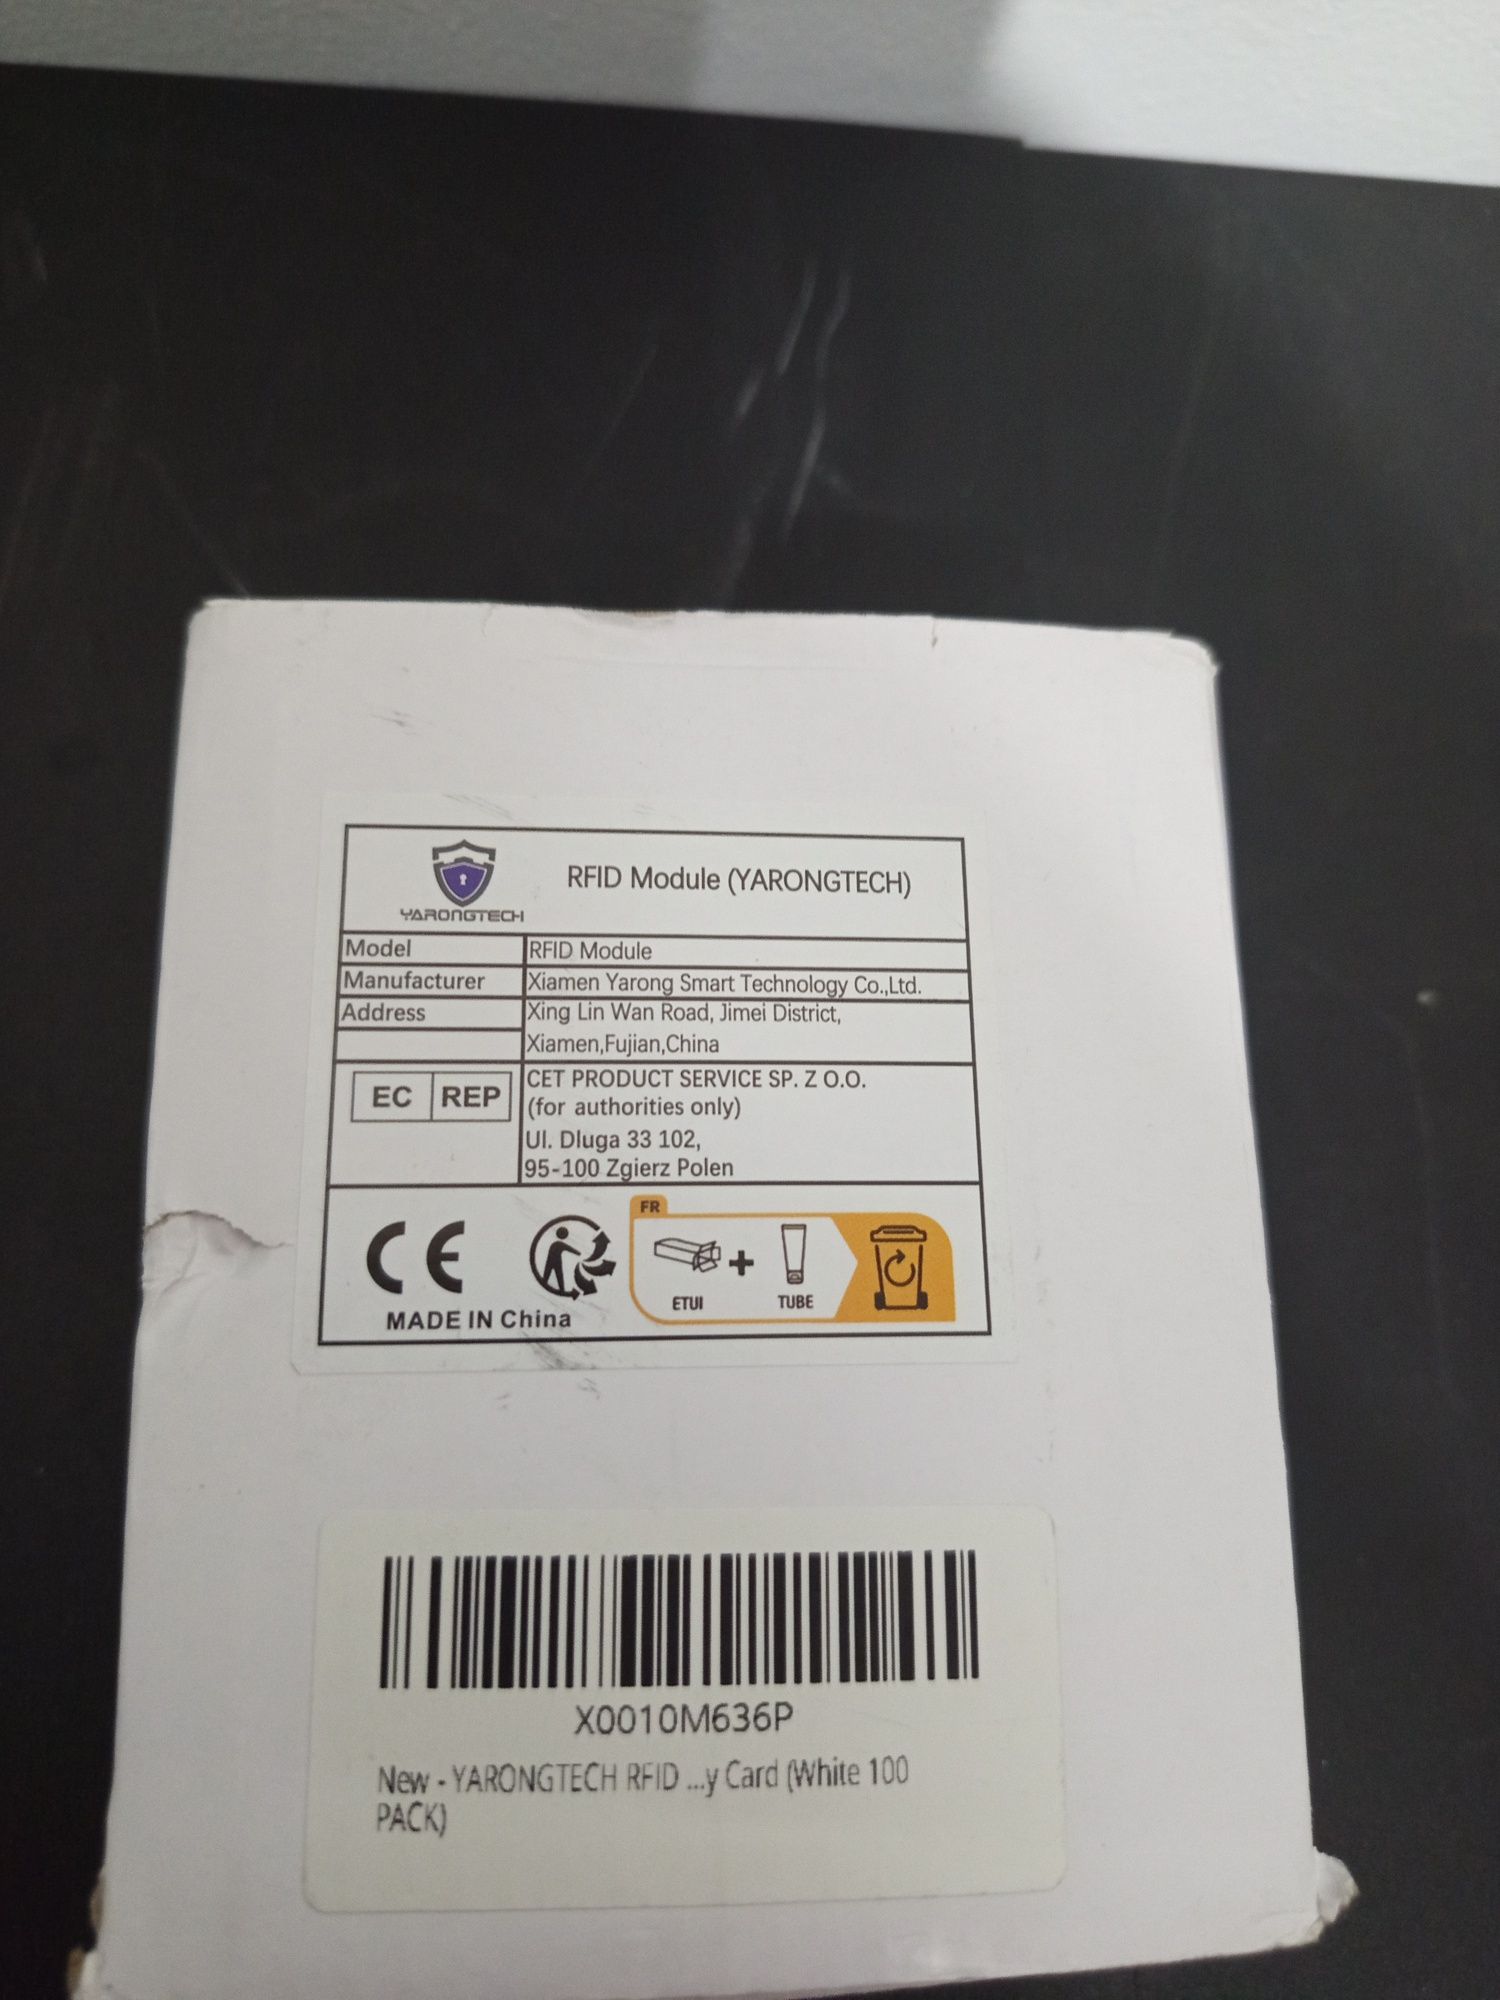 YARONGTECH
RFID Module (YARONGTECH)
Model RFID Module
Manufacturer Xiamen Yarong Smart Technology Co.,Ltd.
Address Xing Lin Wan Road, Jimei District,
Xiamen,Fujian,China
EC REP CET PRODUCT SERVICE SP. Z O.O.
(for authorities only)
Ul. Dluga 33 102,
95-100 Zgierz Polen
CE
MADE IN China
FR
ETUI + TUBE
X0010M636P
New - YARONGTECH RFID ...y Card (White 100
PACK)